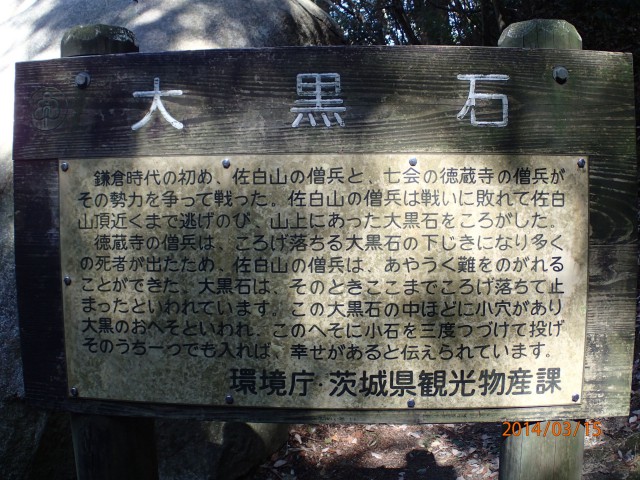 大黒石
鎌倉時代の初め、佐白山の僧兵と、七会の徳蔵寺の僧兵が
その勢力を争って戦った。佐白山の僧兵は戦いに敗れて佐白
山頂近くまで逃げのび、山上にあった大黒石をころがした。
徳蔵寺の僧兵は、ころげ落ちる大黒石の下じきになり多く
の死者が出たため、佐白山の僧兵は、あやうく難をのがれる
ことができた。大黒石は、そのときここまでころげ落ちて止
まったといわれています。この大黒石の中ほどに小穴があり
大黒のおへそといわれ、このへそに小石を三度つづけて投げ
そのうち一つでも入れば、幸せがあると伝えられています。
環境庁・茨城県観光物産課
2014/03/15